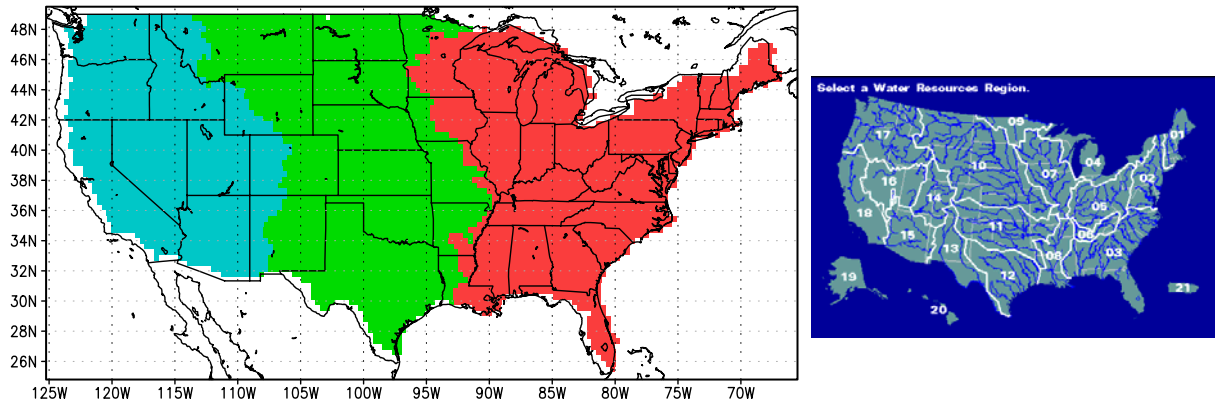 48N
46N
44N
42N
40N
38N
36N
34N
32N
30N
28N
26N
125W 120W 115W 110W 105W 100W 95W 90W 85W 80W 75W 70W
Select a Water Resources Region.
09
17 01
10 04
16 07 02
14 05
18 11
15 06
13 08 03
12
19 21
20